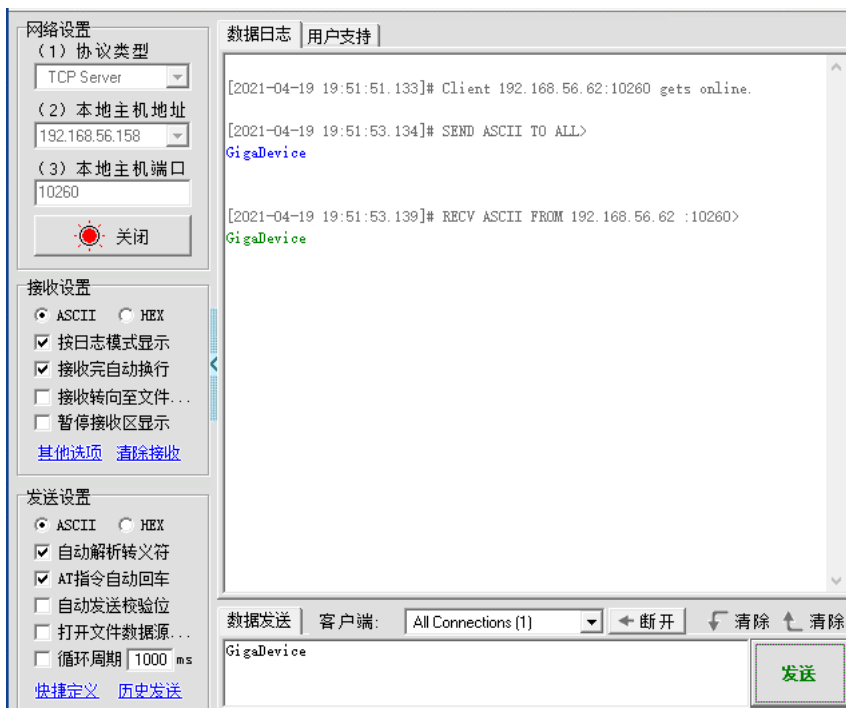 网络设置
(1) 协议类型
TCP Server
(2) 本地主机地址
192.168.56.158
(3) 本地主机端口
10260
关闭
接收设置
ASCII HEX
按日志模式显示
接收完自动换行
接收转向至文件...
暂停接收区显示
其他选项 清除接收
发送设置
ASCII HEX
自动解析转义符
AT指令自动回车
自动发送校验位
打开文件数据源...
循环周期 1000 ms
快捷定义 历史发送
数据日志 用户支持
[2021-04-19 19:51:51.133]# Client 192.168.56.62:10260 gets online.
[2021-04-19 19:51:53.134]# SEND ASCII TO ALL>
GigaDevice
[2021-04-19 19:51:53.139]# RECV ASCII FROM 192.168.56.62 :10260>
GigaDevice
数据发送 客户端: All Connections (1) 断开 清除 清除
GigaDevice
发送